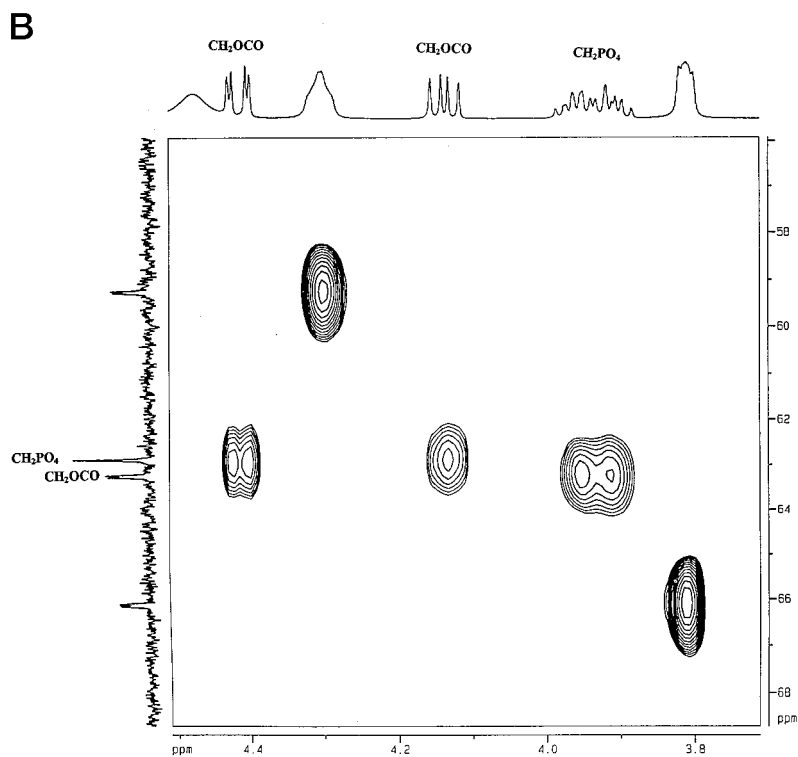 B
CH₂OCO
CH₂OCO
CH₂PO₄
58
60
62
CH₂PO₄
CH₂OCO
64
66
68
ppm
ppm
4.4
4.2
4.0
3.8